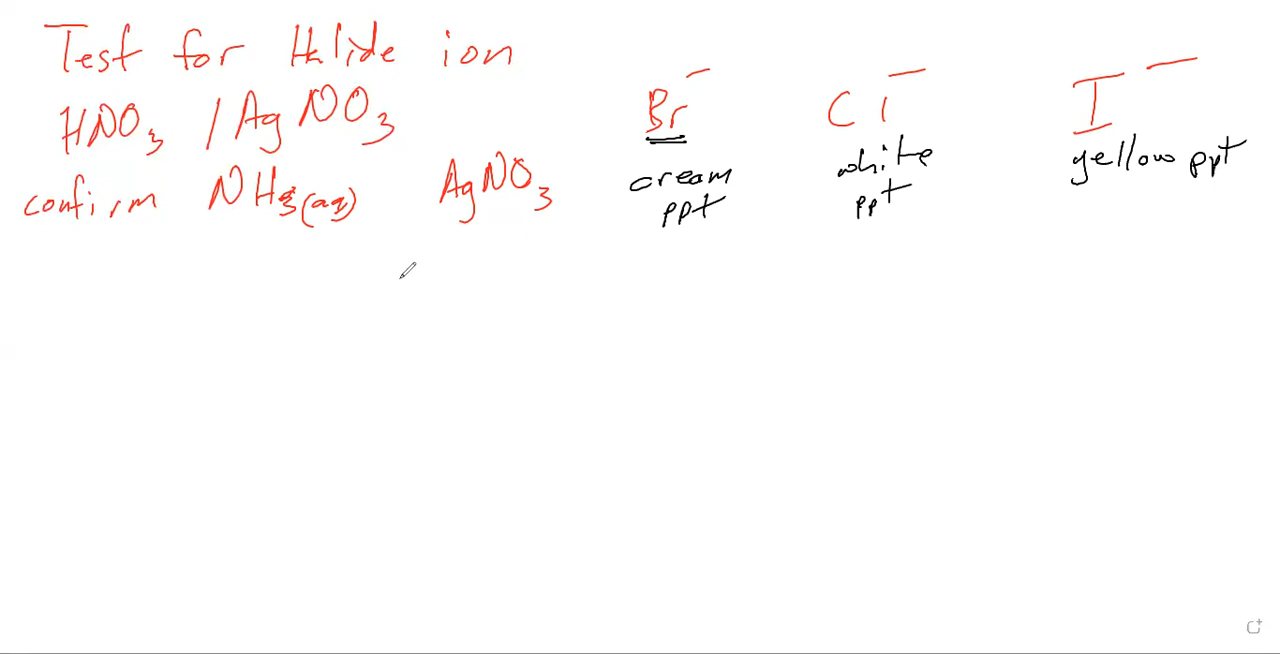 Test for Halide ion
HNO3 / AgNO3
confirm NH3(aq) AgNO3
Br⁻ Cl⁻ I⁻
cream ppt white ppt yellow ppt